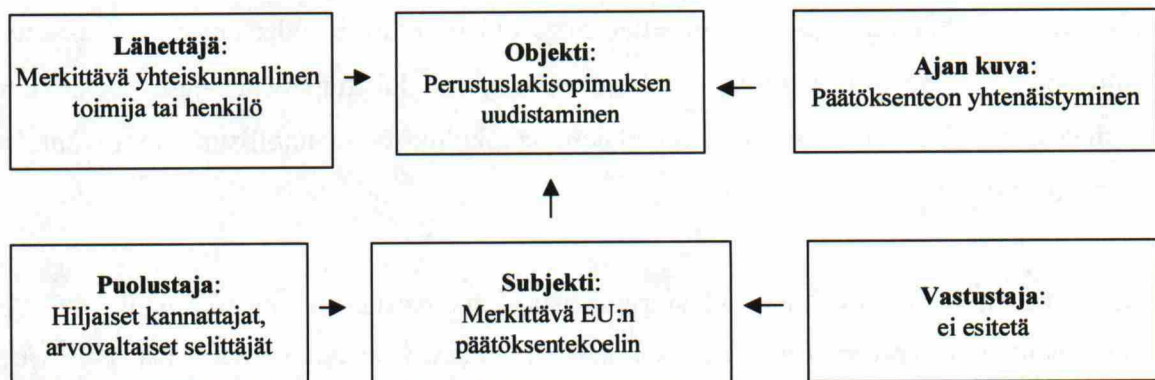 Lähettäjä:
Merkittävä yhteiskunnallinen
toimija tai henkilö
Objekti:
Perustuslakisopimuksen
uudistaminen
Ajan kuva:
Päätöksenteon yhtenäistyminen
Puolustaja:
Hiljaiset kannattajat,
arvovaltaiset selittäjät
Subjekti:
Merkittävä EU:n
päätöksentekoelin
Vastustaja:
ei esitetä